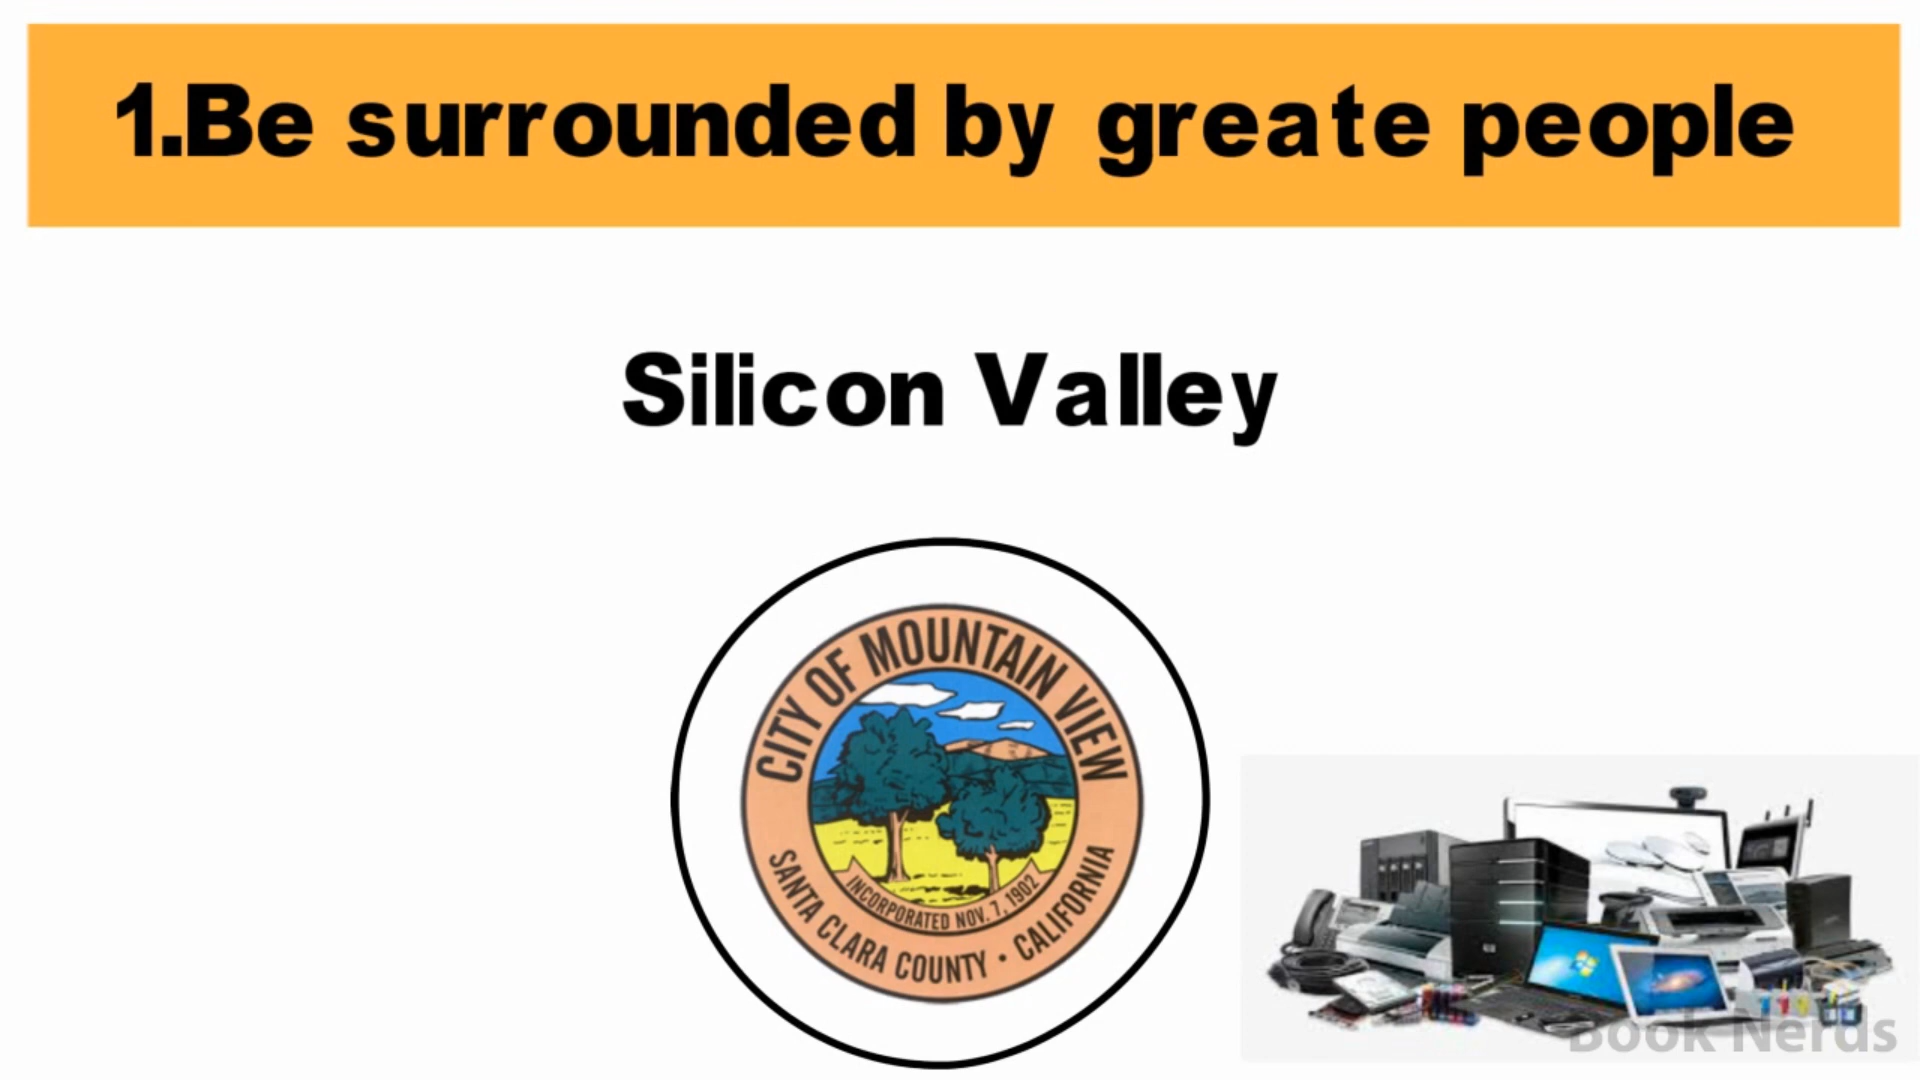 1.Be surrounded by greate people
Silicon Valley
CITY OF MOUNTAIN VIEW
INCORPORATED NOV. 7, 1902
SANTA CLARA COUNTY • CALIFORNIA
Book Nerds